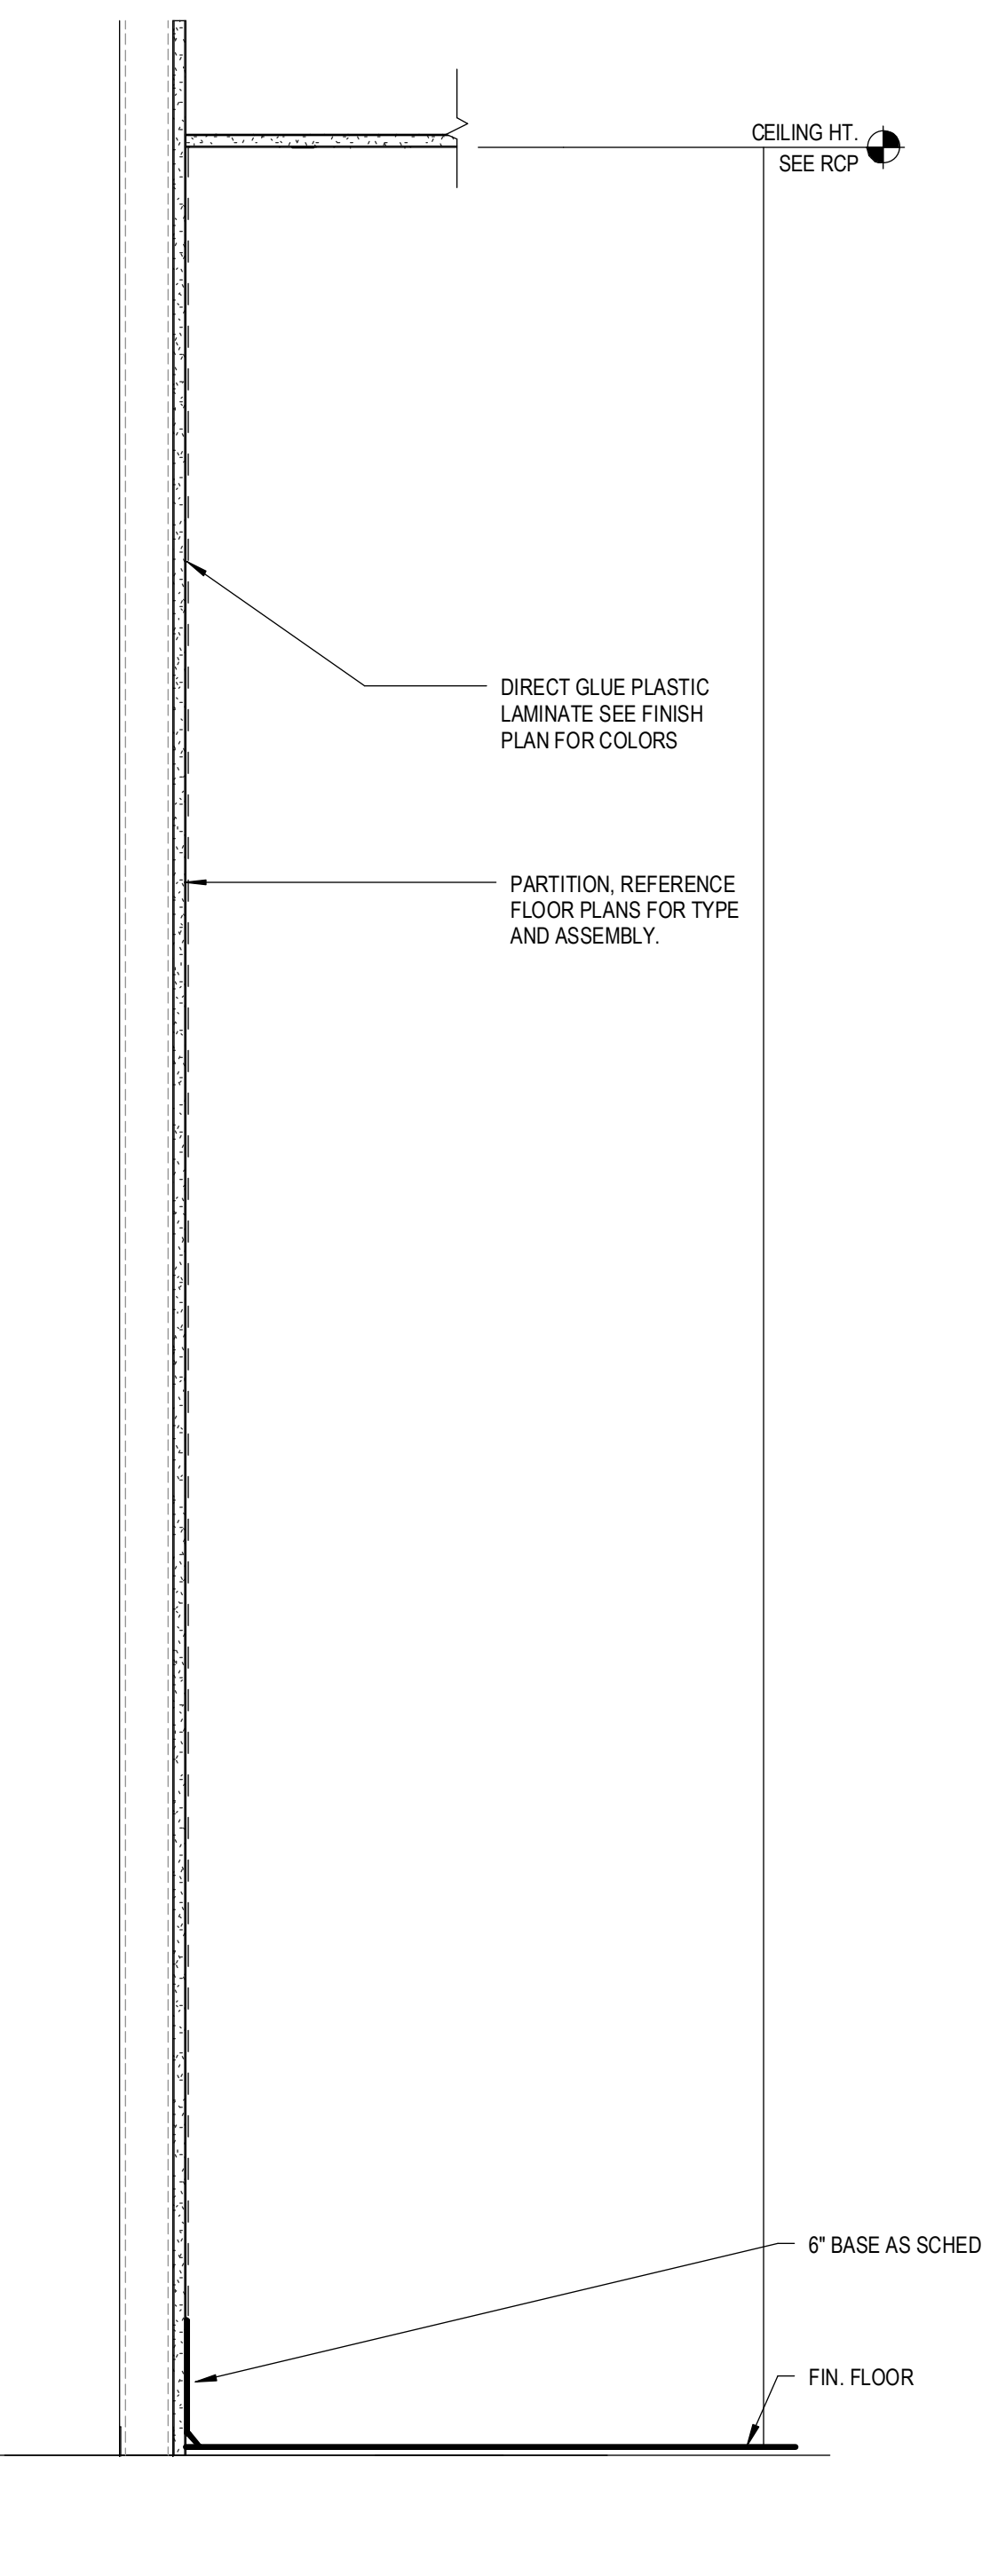 CEILING HT.
SEE RCP
DIRECT GLUE PLASTIC
LAMINATE SEE FINISH
PLAN FOR COLORS
PARTITION, REFERENCE
FLOOR PLANS FOR TYPE
AND ASSEMBLY.
6" BASE AS SCHED
FIN. FLOOR